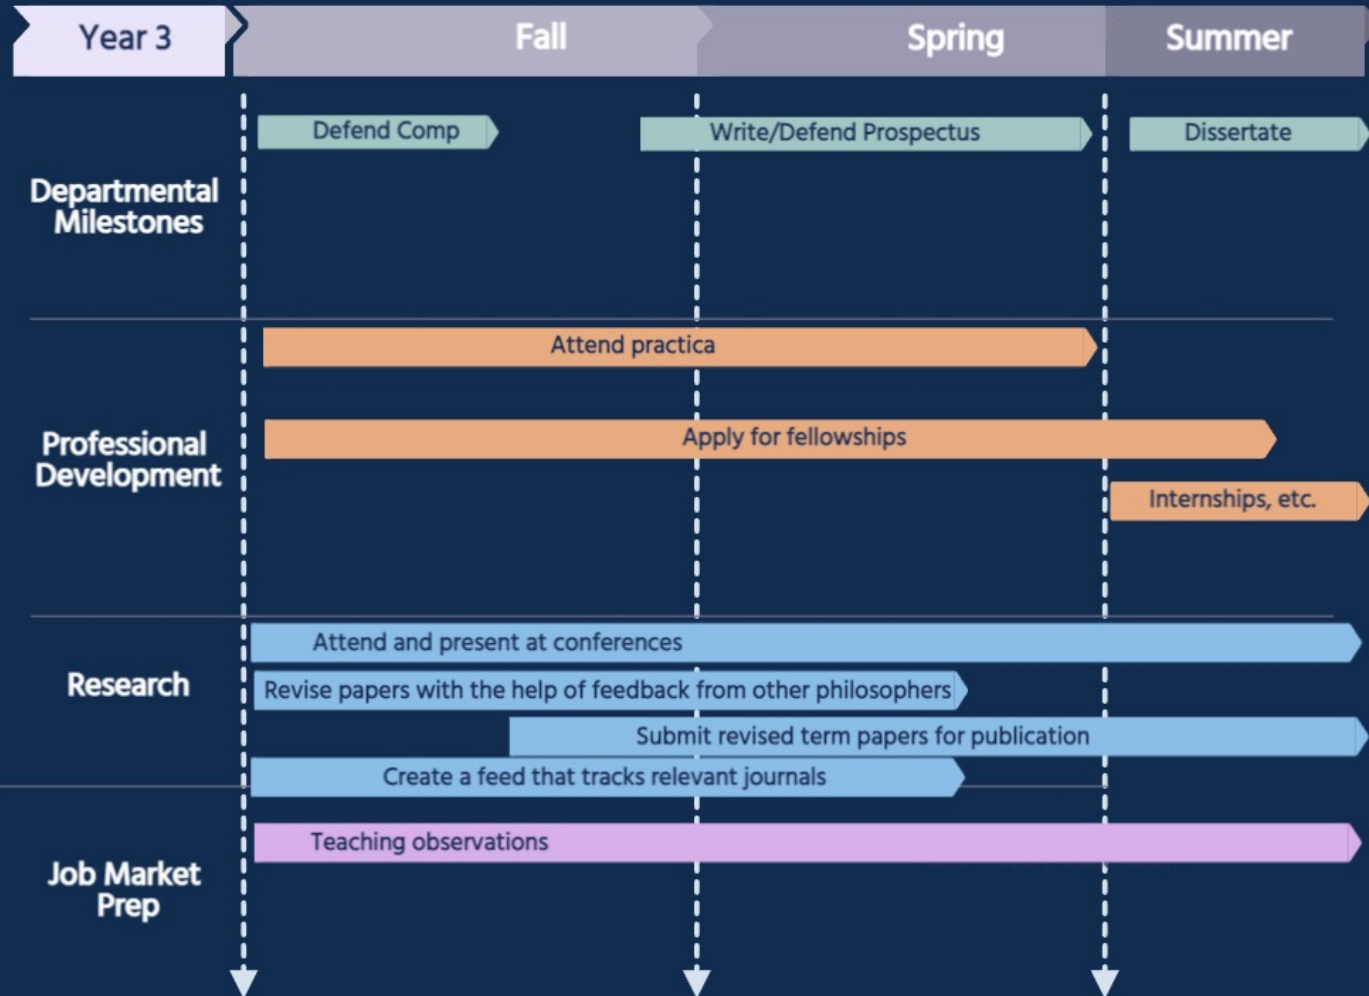 Year 3
Fall
Spring
Summer
Departmental
Milestones
Defend Comp
Write/Defend Prospectus
Dissertate
Professional
Development
Attend practica
Apply for fellowships
Internships, etc.
Research
Attend and present at conferences
Revise papers with the help of feedback from other philosophers
Submit revised term papers for publication
Create a feed that tracks relevant journals
Job Market
Prep
Teaching observations